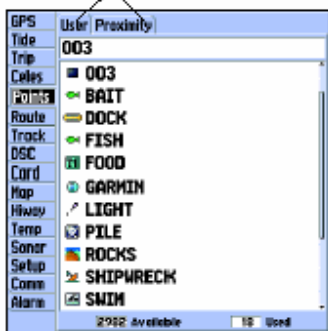 GPS
Tide
Trip
Celes
Points
Route
Track
DSC
Card
Map
Hiway
Temp
Sonar
Setup
Comm
Alarm
User Proximity
003
003
BAIT
DOCK
FISH
FOOD
GARMIN
LIGHT
PILE
ROCKS
SHIPWRECK
SWIM
2982 Available 18 Used